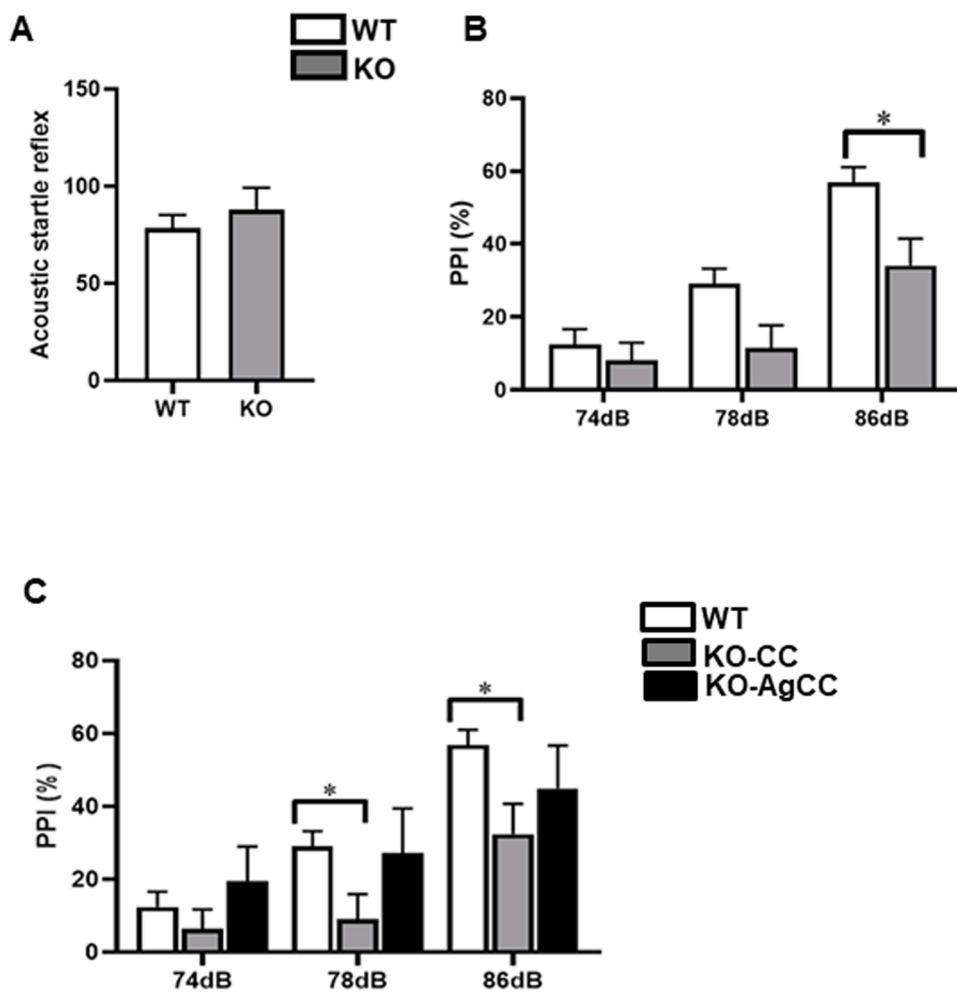 A
WT
KO
Acoustic startle reflex
150
100
50
0
WT KO
B
PPI (%)
80
60
40
20
0
*
74dB 78dB 86dB
C
WT
KO-CC
KO-AgCC
PPI (%)
80
60
40
20
0
*
*
74dB 78dB 86dB